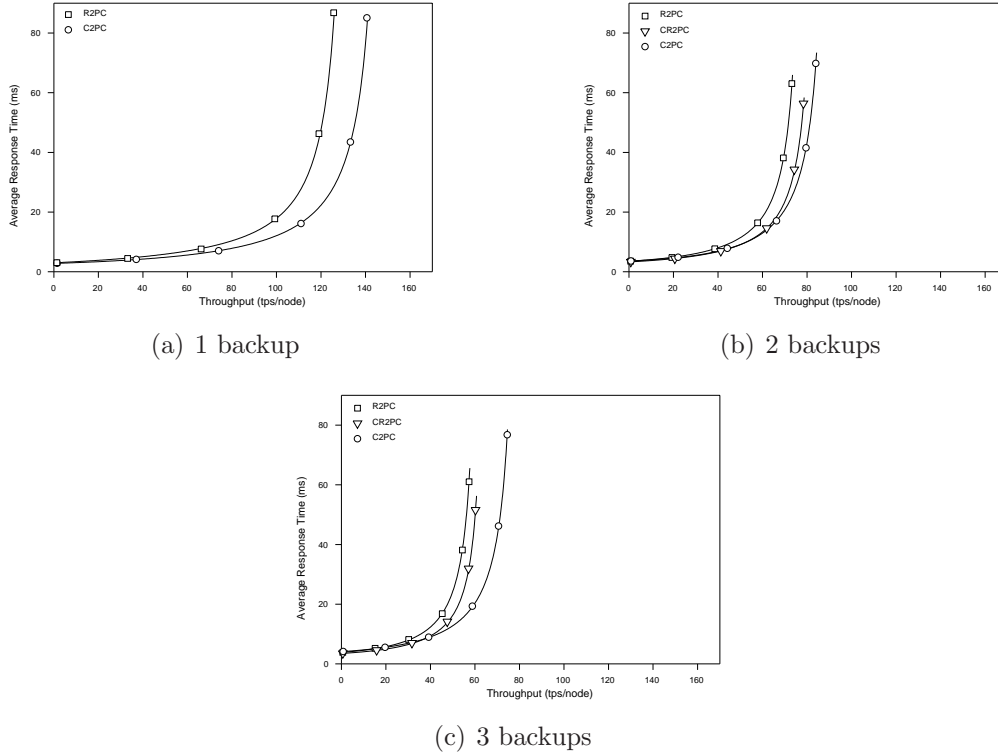 R2PC
C2PC
80
60
40
20
0
Average Response Time (ms)
0 20 40 60 80 100 120 140 160
Throughput (tps/node)
(a) 1 backup
R2PC
CR2PC
C2PC
80
60
40
20
0
Average Response Time (ms)
0 20 40 60 80 100 120 140 160
Throughput (tps/node)
(b) 2 backups
R2PC
CR2PC
C2PC
80
60
40
20
0
Average Response Time (ms)
0 20 40 60 80 100 120 140 160
Throughput (tps/node)
(c) 3 backups